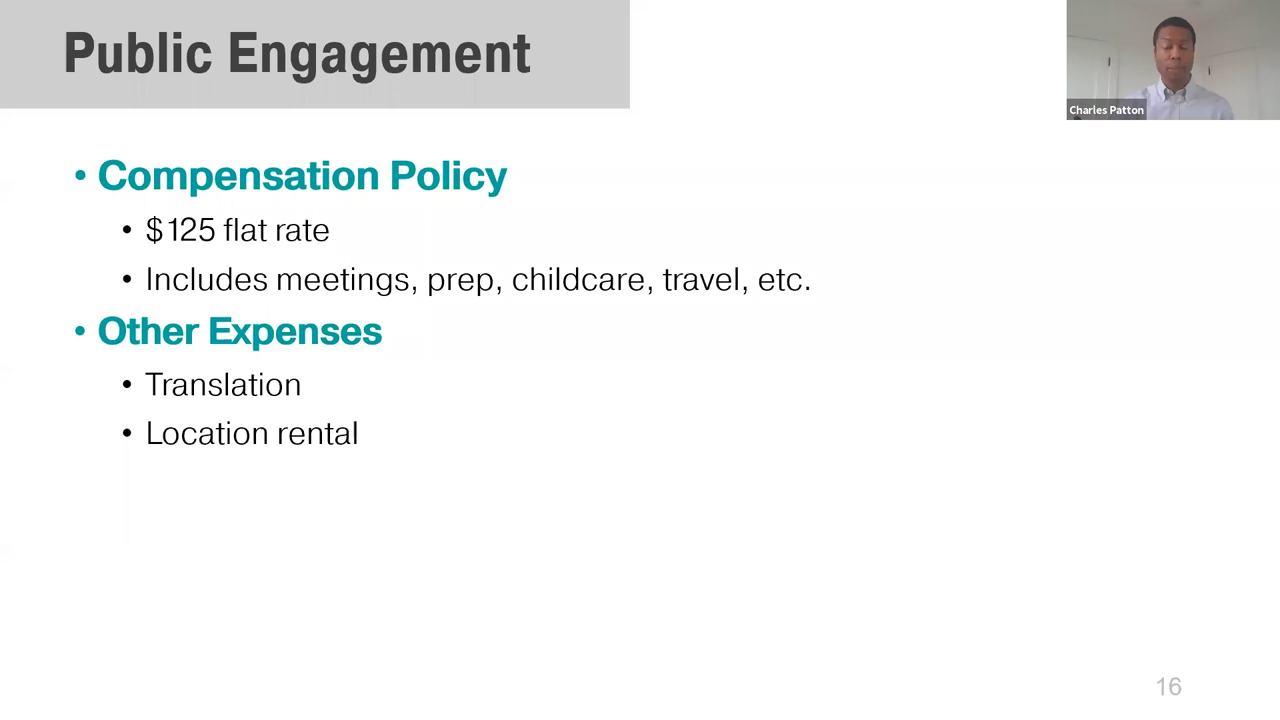 Public Engagement
Charles Patton
• Compensation Policy
• $125 flat rate
• Includes meetings, prep, childcare, travel, etc.
• Other Expenses
• Translation
• Location rental
16